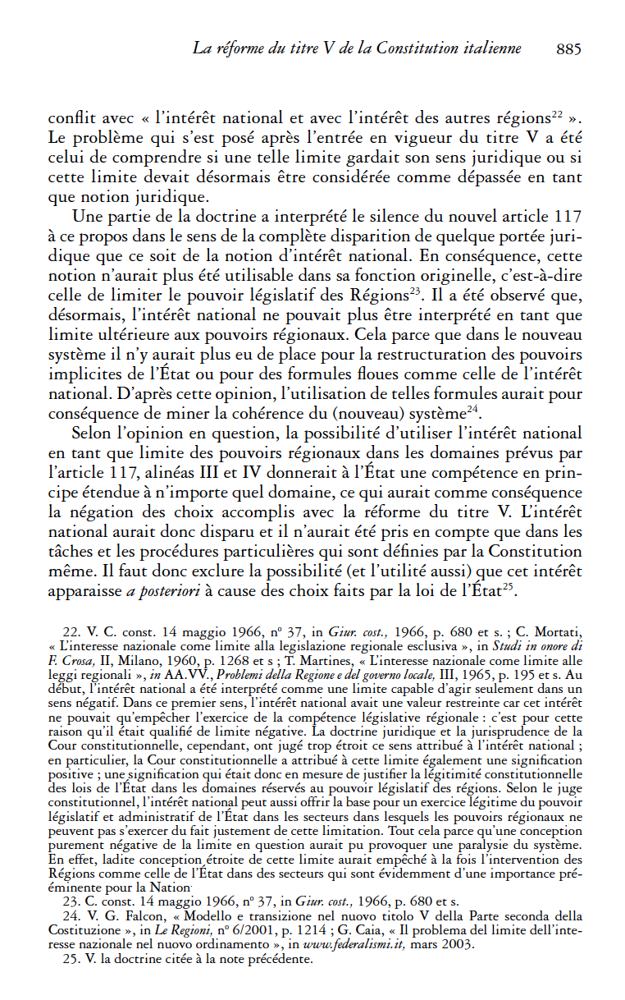 La réforme du titre V de la Constitution italienne 885
conflit avec « l’intérêt national et avec l’intérêt des autres régions22 ».
Le problème qui s’est posé après l’entrée en vigueur du titre V a été
celui de comprendre si une telle limite gardait son sens juridique ou si
cette limite devait désormais être considérée comme dépassée en tant
que notion juridique.
Une partie de la doctrine a interprété le silence du nouvel article 117
à ce propos dans le sens de la complète disparition de quelque portée juri-
dique que ce soit de la notion d’intérêt national. En conséquence, cette
notion n’aurait plus été utilisable dans sa fonction originelle, c’est-à-dire
celle de limiter le pouvoir législatif des Régions23. Il a été observé que,
désormais, l’intérêt national ne pouvait plus être interprété en tant que
limite ultérieure aux pouvoirs régionaux. Cela parce que dans le nouveau
système il n’y aurait plus eu de place pour la restructuration des pouvoirs
implicites de l’État ou pour des formules floues comme celle de l’intérêt
national. D’après cette opinion, l’utilisation de telles formules aurait pour
conséquence de miner la cohérence du (nouveau) système24.
Selon l’opinion en question, la possibilité d’utiliser l’intérêt national
en tant que limite des pouvoirs régionaux dans les domaines prévus par
l’article 117, alinéas III et IV donnerait à l’État une compétence en prin-
cipe étendue à n’importe quel domaine, ce qui aurait comme conséquence
la négation des choix accomplis avec la réforme du titre V. L’intérêt
national aurait donc disparu et il n’aurait été pris en compte que dans les
tâches et les procédures particulières qui sont définies par la Constitution
même. Il faut donc exclure la possibilité (et l’utilité aussi) que cet intérêt
apparaisse a posteriori à cause des choix faits par la loi de l’État25.
22. V. C. const. 14 maggio 1966, nº 37, in Giur. cost., 1966, p. 680 et s. ; C. Mortati,
« L’interesse nazionale come limite alla legislazione regionale esclusiva », in Studi in onore di
F. Crosa, II, Milano, 1960, p. 1268 et s ; T. Martines, « L’interesse nazionale come limite alle
leggi regionali », in AA.VV., Problemi della Regione e del governo locale, III, 1965, p. 195 et s. Au
début, l’intérêt national a été interprété comme une limite capable d’agir seulement dans un
sens négatif. Dans ce premier sens, l’intérêt national avait une valeur restreinte car cet intérêt
ne pouvait qu’empêcher l’exercice de la compétence législative régionale : c’est pour cette
raison qu’il était qualifié de limite négative. La doctrine juridique et la jurisprudence de la
Cour constitutionnelle, cependant, ont jugé trop étroit ce sens attribué à l’intérêt national ;
en particulier, la Cour constitutionnelle a attribué à cette limite également une signification
positive ; une signification qui était donc en mesure de justifier la légitimité constitutionnelle
des lois de l’État dans les domaines réservés au pouvoir législatif des régions. Selon le juge
constitutionnel, l’intérêt national peut aussi offrir la base pour un exercice légitime du pouvoir
législatif et administratif de l’État dans les secteurs dans lesquels les pouvoirs régionaux ne
peuvent pas s’exercer du fait justement de cette limitation. Tout cela parce qu’une conception
purement négative de la limite en question aurait pu provoquer une paralysie du système.
En effet, ladite conception étroite de cette limite aurait empêché à la fois l’intervention des
Régions comme celle de l’État dans des secteurs qui sont évidemment d’une importance pré-
éminente pour la Nation.
23. C. const. 14 maggio 1966, nº 37, in Giur. cost., 1966, p. 680 et s.
24. V. G. Falcon, « Modello e transizione nel nuovo titolo V della Parte seconda della
Costituzione », in Le Regioni, nº 6/2001, p. 1214 ; G. Caia, « Il problema del limite dell’inte-
resse nazionale nel nuovo ordinamento », in www.federalismi.it, mars 2003.
25. V. la doctrine citée à la note précédente.